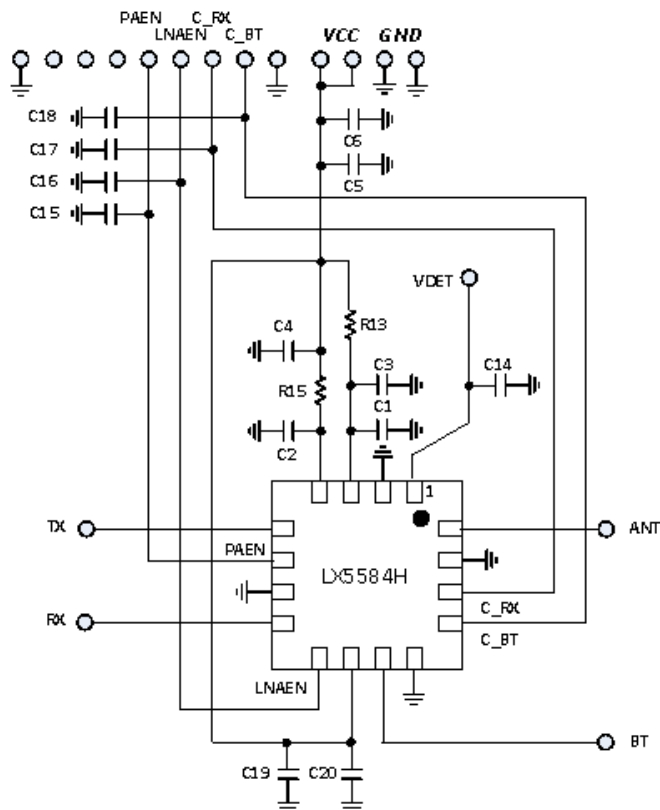 PAEN C_RX
LNAEN C_BT VCC GND
C18
C17
C16
C15
C6
C5
VDET
C4
R13
C3
C14
R15
C1
C2
1
TX
ANT
PAEN
LX5584H
RX
C_RX
C_BT
LNAEN
BT
C19 C20